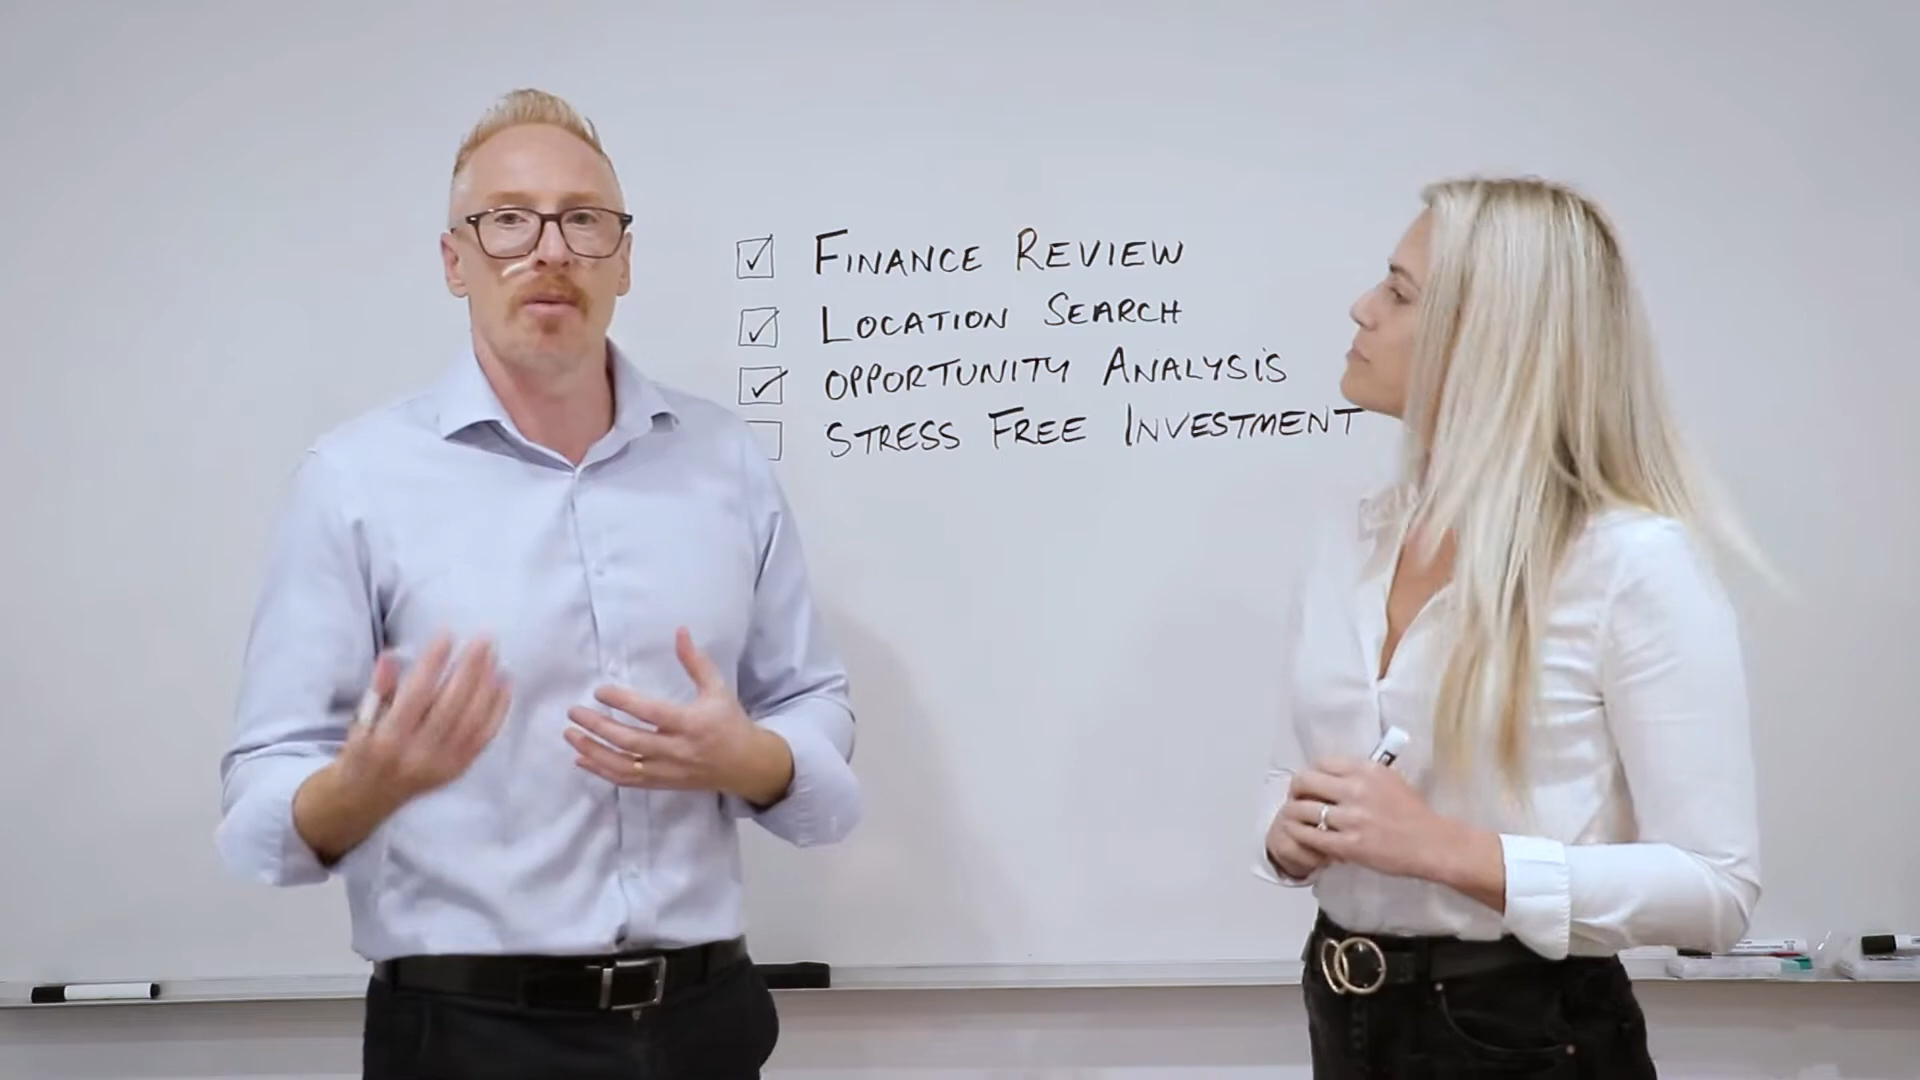 FINANCE REVIEW
LOCATION SEARCH
OPPORTUNITY ANALYSIS
STRESS FREE INVESTMENT